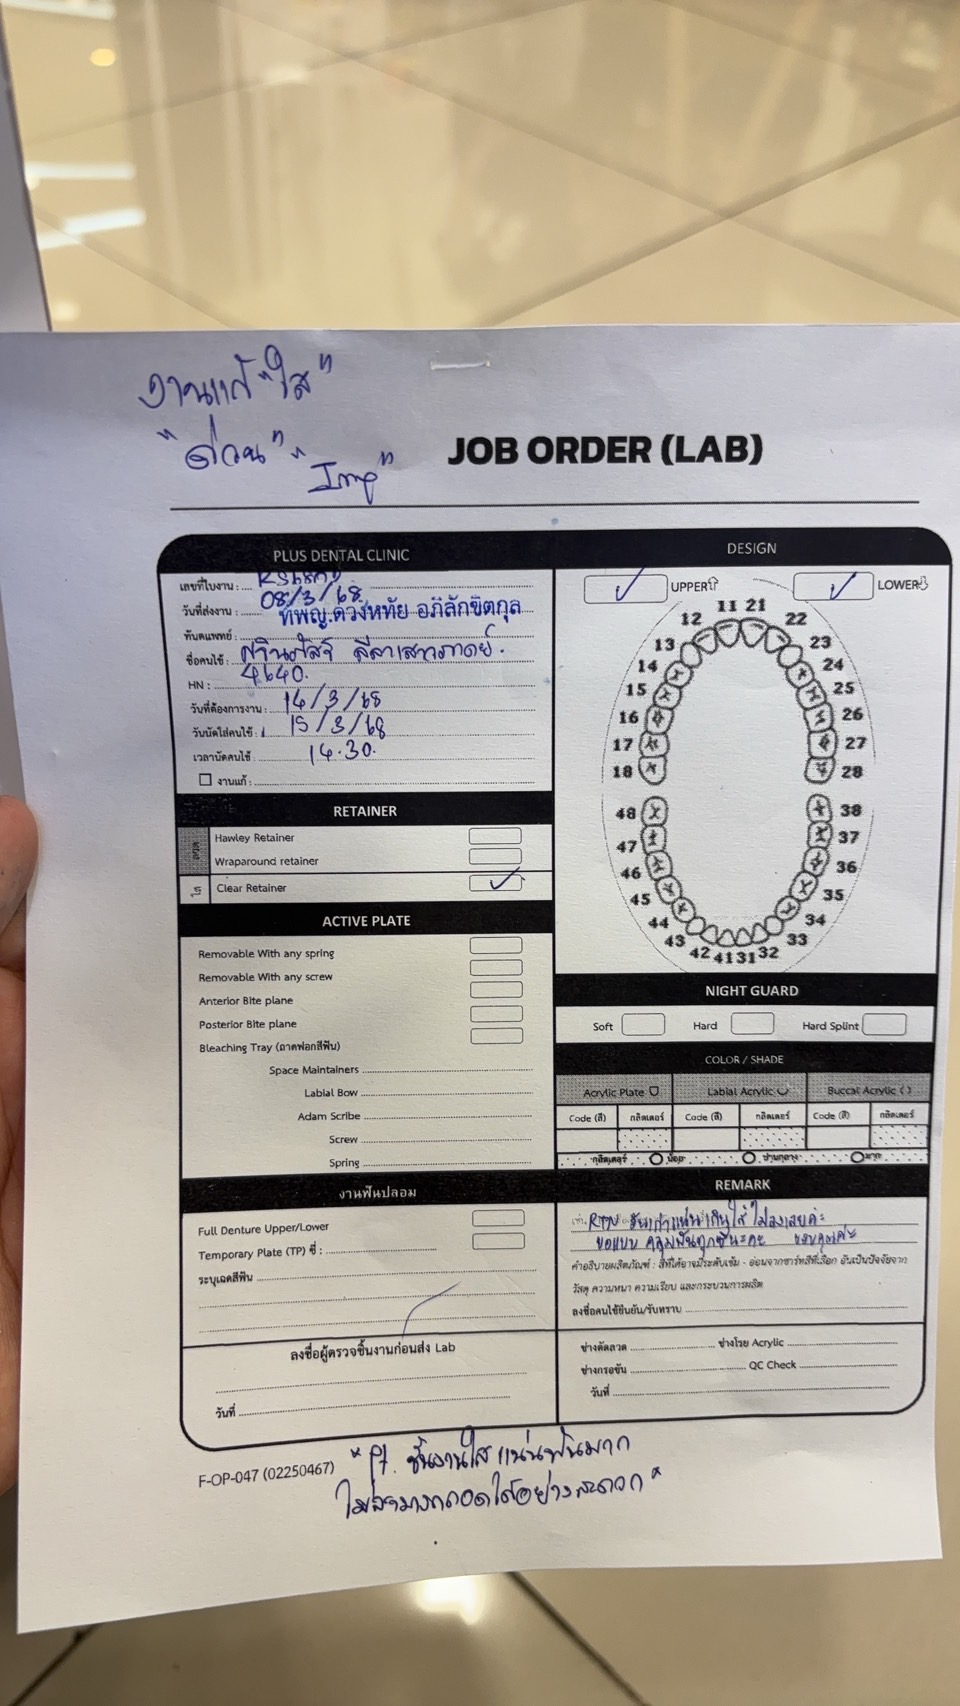 งานแก้ "ใส"
"ด่วน" "Imp"
JOB ORDER (LAB)
PLUS DENTAL CLINIC
เลขที่ใบงาน :
วันที่ส่งงาน : 08/3/68
ทันตแพทย์ : ทพญ.ดวงหทัย อภิลักขิตกุล
ชื่อคนไข้ :
HN : 4640.
วันที่ต้องการงาน : 14/3/68
วันนัดใส่คนไข้ : 15/3/68
เวลานัดคนไข้ : 14.30.
งานแก้ :
DESIGN
UPPER
LOWER
11 21
12 22
13 23
14 24
15 25
16 26
17 27
18 28
48 38
47 37
46 36
45 35
44 34
43 33
42 41 31 32
RETAINER
Hawley Retainer
Wraparound retainer
ใส Clear Retainer
ACTIVE PLATE
Removable With any spring
Removable With any screw
Anterior Bite plane
Posterior Bite plane
Bleaching Tray (ถาดฟอกสีฟัน)
Space Maintainers
Labial Bow
Adam Scribe
Screw
Spring
NIGHT GUARD
Soft Hard Hard Splint
COLOR / SHADE
Acrylic Plate Labial Acrylic Buccal Acrylic
Code (สี) กลิตเตอร์ Code (สี) กลิตเตอร์ Code (สี) กลิตเตอร์
กลิตเตอร์ น้อย ปานกลาง มาก
งานฟันปลอม
Full Denture Upper/Lower
Temporary Plate (TP) ซี่ :
ระบุเฉดสีฟัน
ลงชื่อผู้ตรวจชิ้นงานก่อนส่ง Lab
วันที่
REMARK
RTN ชิ้นเก่าแน่นเกินไป ใส่ไม่ลงเลยค่ะ
ขอแบบ คลุมฟันทุกซี่นะคะ ขอบคุณค่ะ
คำอธิบายผลิตภัณฑ์ : สีที่ได้อาจมีระดับเข้ม - อ่อนจากชาร์ทสีที่เลือก อันเป็นปัจจัยจาก
วัสดุ ความหนา ความเรียบ และกระบวนการผลิต
ลงชื่อคนไข้ยืนยัน/รับทราบ
ช่างดัดลวด ช่างโรย Acrylic
ช่างกรอขัด QC Check
วันที่
F-OP-047 (02250467)
* Pt. ชิ้นงานใส แน่นฟันมาก
ไม่สามารถถอดได้อย่างสะดวก *